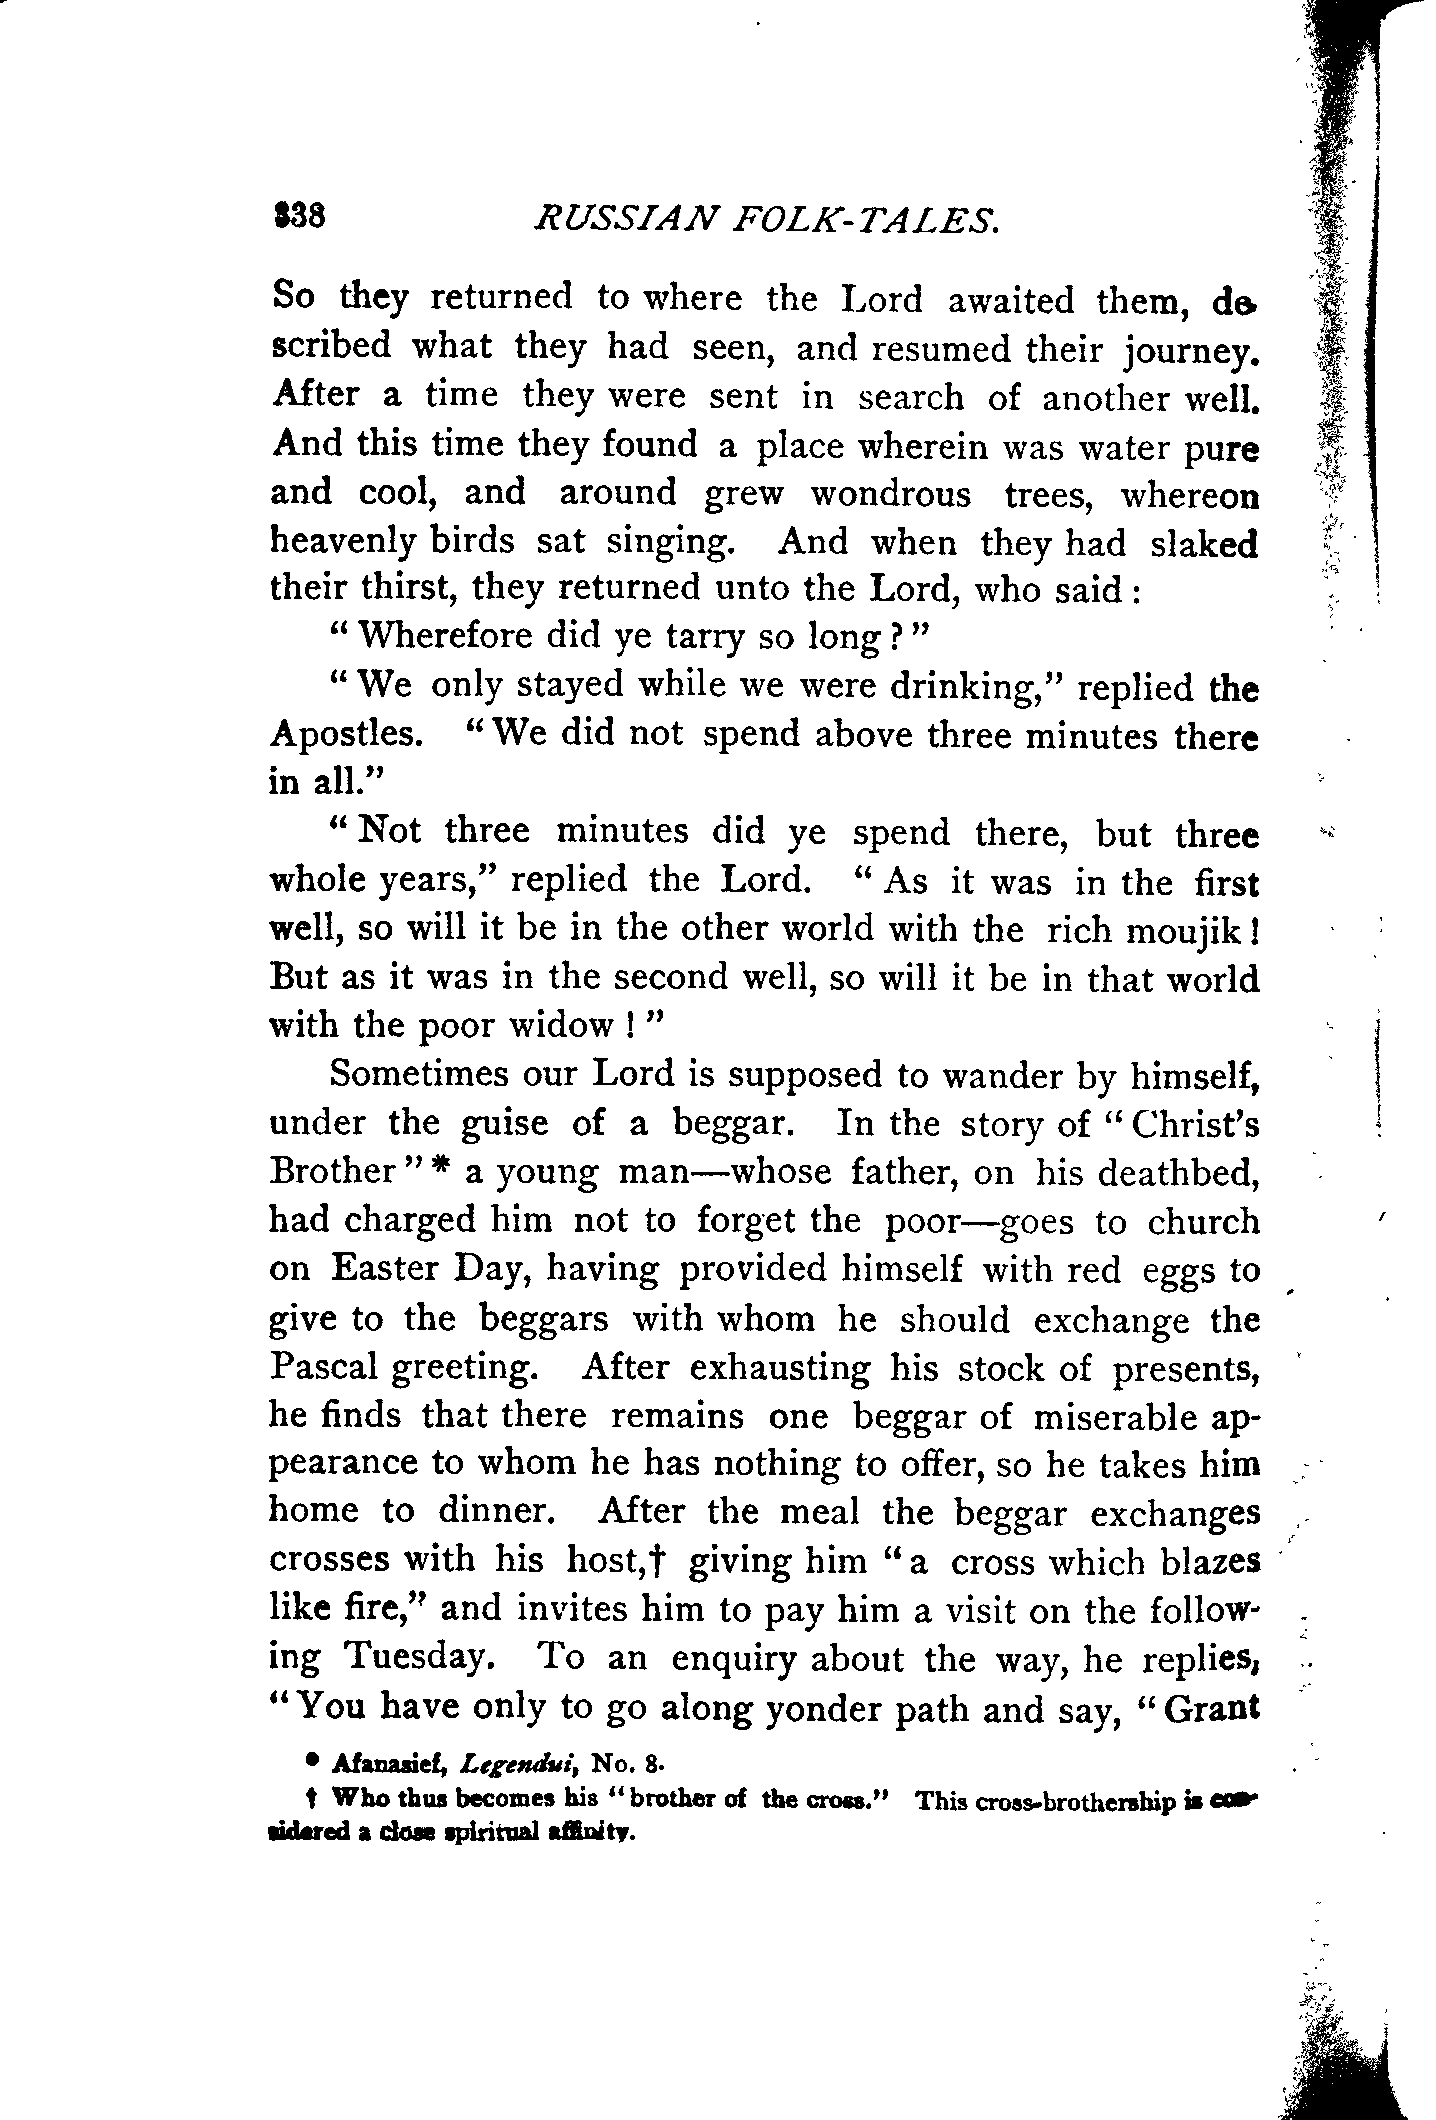 338 RUSSIAN FOLK-TALES.
So they returned to where the Lord awaited them, de-
scribed what they had seen, and resumed their journey.
After a time they were sent in search of another well.
And this time they found a place wherein was water pure
and cool, and around grew wondrous trees, whereon
heavenly birds sat singing. And when they had slaked
their thirst, they returned unto the Lord, who said :
“ Wherefore did ye tarry so long ? ”
“ We only stayed while we were drinking,” replied the
Apostles. “ We did not spend above three minutes there
in all.”
“ Not three minutes did ye spend there, but three
whole years,” replied the Lord. “ As it was in the first
well, so will it be in the other world with the rich moujik !
But as it was in the second well, so will it be in that world
with the poor widow ! ”
Sometimes our Lord is supposed to wander by himself,
under the guise of a beggar. In the story of “ Christ’s
Brother ” * a young man—whose father, on his deathbed,
had charged him not to forget the poor—goes to church
on Easter Day, having provided himself with red eggs to
give to the beggars with whom he should exchange the
Pascal greeting. After exhausting his stock of presents,
he finds that there remains one beggar of miserable ap-
pearance to whom he has nothing to offer, so he takes him
home to dinner. After the meal the beggar exchanges
crosses with his host,† giving him “ a cross which blazes
like fire,” and invites him to pay him a visit on the follow-
ing Tuesday. To an enquiry about the way, he replies,
“ You have only to go along yonder path and say, “ Grant
* Afanasief, Legendui, No. 8.
† Who thus becomes his “ brother of the cross.” This cross-brothership is con-
sidered a close spiritual affinity.